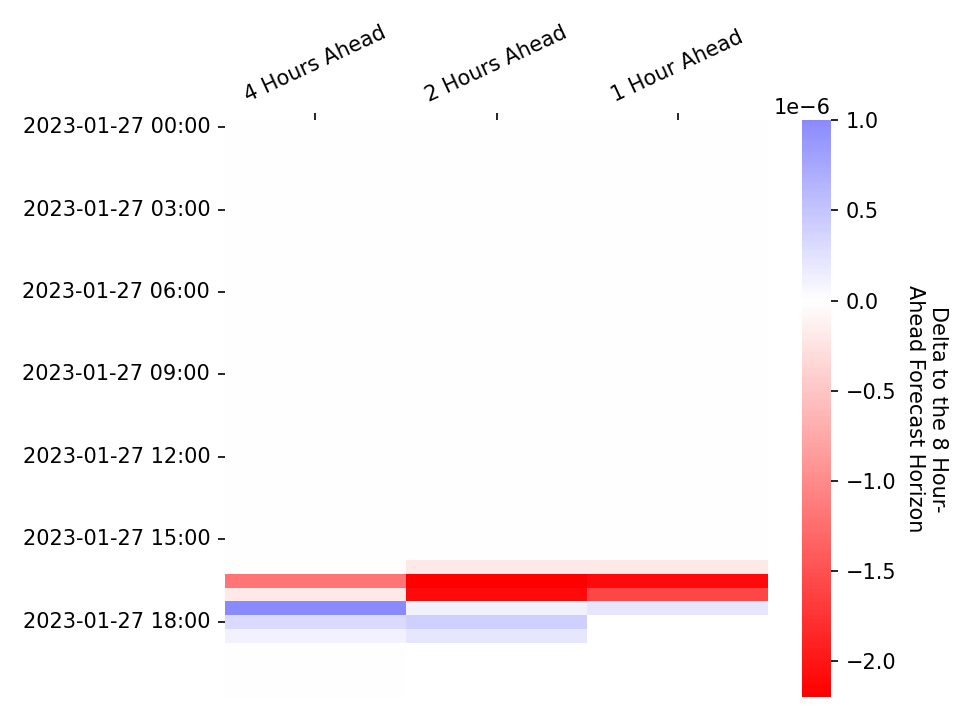 4 Hours Ahead
2 Hours Ahead
1 Hour Ahead
1e−6
2023-01-27 00:00
2023-01-27 03:00
2023-01-27 06:00
2023-01-27 09:00
2023-01-27 12:00
2023-01-27 15:00
2023-01-27 18:00
1.0
0.5
0.0
−0.5
−1.0
−1.5
−2.0
Delta to the 8 Hour-
Ahead Forecast Horizon